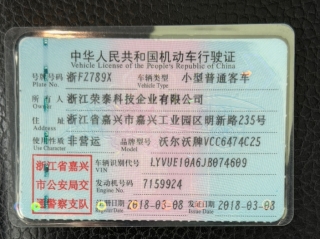 中华人民共和国机动车行驶证
Vehicle License of the People's Republic of China
号牌号码 浙FZ789X 车辆类型 小型普通客车
Plate No. Vehicle Type
所有人 浙江荣泰科技企业有限公司
Owner
住址 浙江省嘉兴市嘉兴工业园区明新路235号
Address
使用性质 非营运 品牌型号 沃尔沃牌VCC6474C25
Use Character Model
浙江省嘉兴
市公安局交
通警察支队
车辆识别代号 LYVUE10A6JB074609
VIN
发动机号码 7159924
Engine No.
注册日期 2018-03-08 发证日期 2018-03-08
Register Date Issue Date